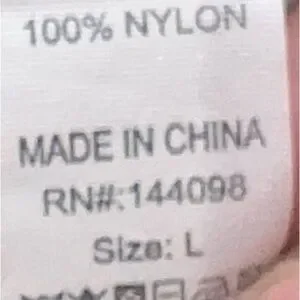 100% NYLON
MADE IN CHINA
RN#:144098
Size: L